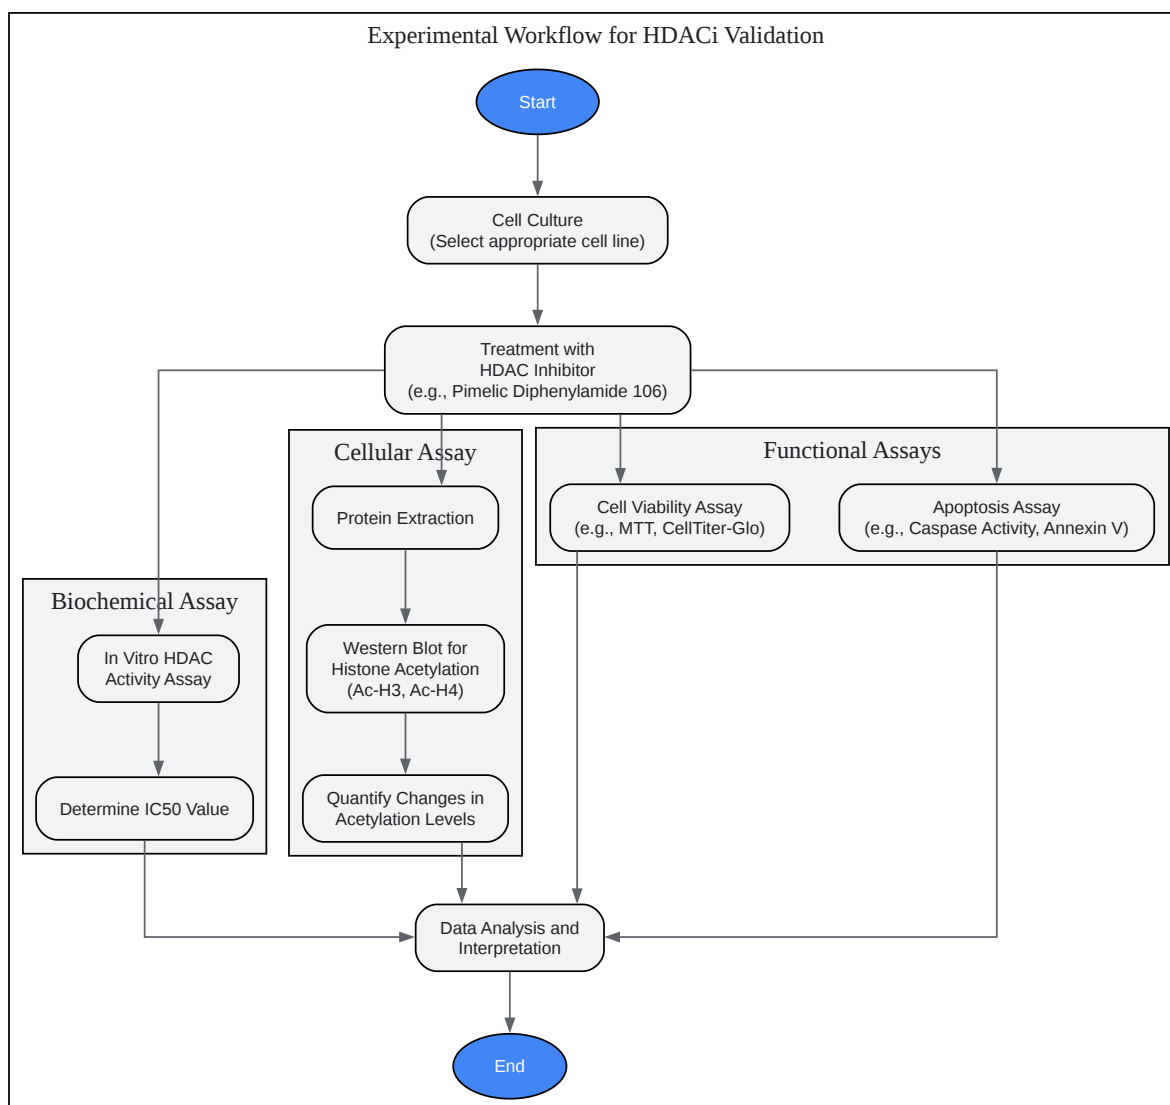 Experimental Workflow for HDACi Validation
Start
Cell Culture
(Select appropriate cell line)
Treatment with
HDAC Inhibitor
(e.g., Pimelic Diphenylamide 106)
Cellular Assay
Protein Extraction
Western Blot for
Histone Acetylation
(Ac-H3, Ac-H4)
Quantify Changes in
Acetylation Levels
Functional Assays
Cell Viability Assay
(e.g., MTT, CellTiter-Glo)
Apoptosis Assay
(e.g., Caspase Activity, Annexin V)
Biochemical Assay
In Vitro HDAC
Activity Assay
Determine IC50 Value
Data Analysis and
Interpretation
End